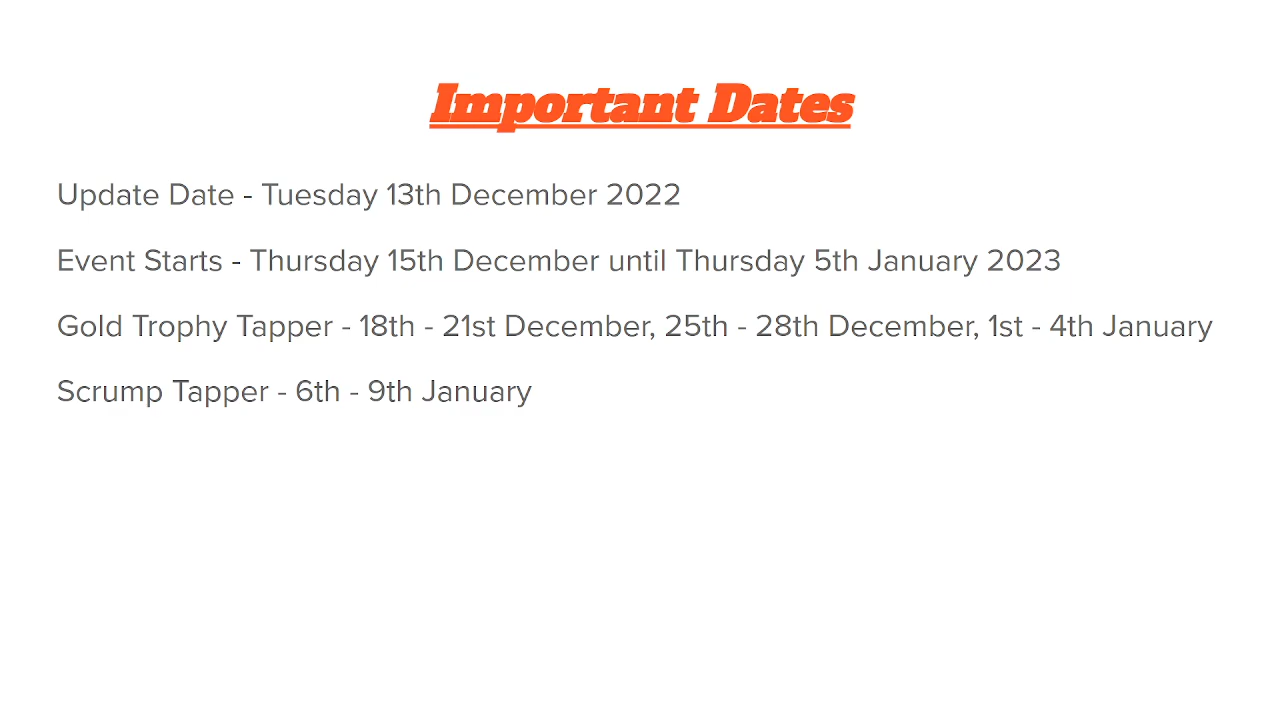 Important Dates
Update Date - Tuesday 13th December 2022
Event Starts - Thursday 15th December until Thursday 5th January 2023
Gold Trophy Tapper - 18th - 21st December, 25th - 28th December, 1st - 4th January
Scrump Tapper - 6th - 9th January